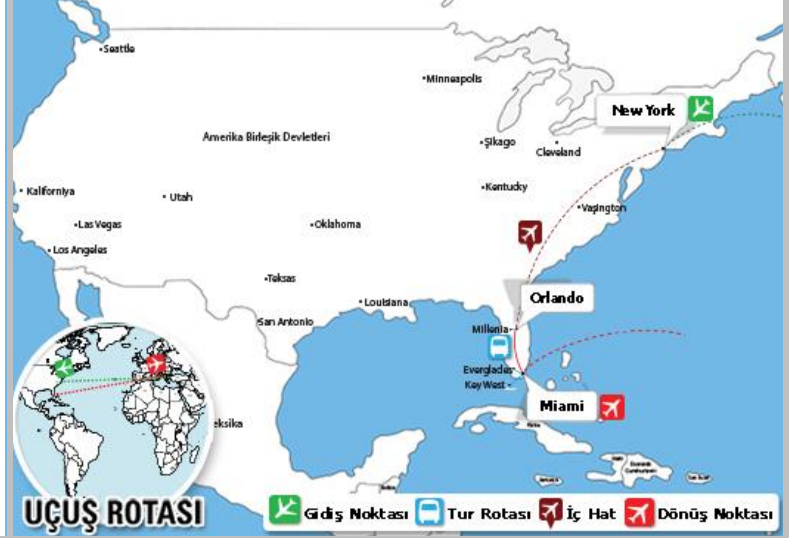 Seattle
Minneapolis
New York
Amerika Birleşik Devletleri
Şikago
Cleveland
Kaliforniya
Utah
Kentucky
Vaşington
Las Vegas
Oklahoma
Los Angeles
Teksas
Orlando
Louisiana
San Antonio
Millenia
Everglades
Key West
Miami
eksika
UÇUŞ ROTASI
Gidiş Noktası
Tur Rotası
İç Hat
Dönüş Noktası